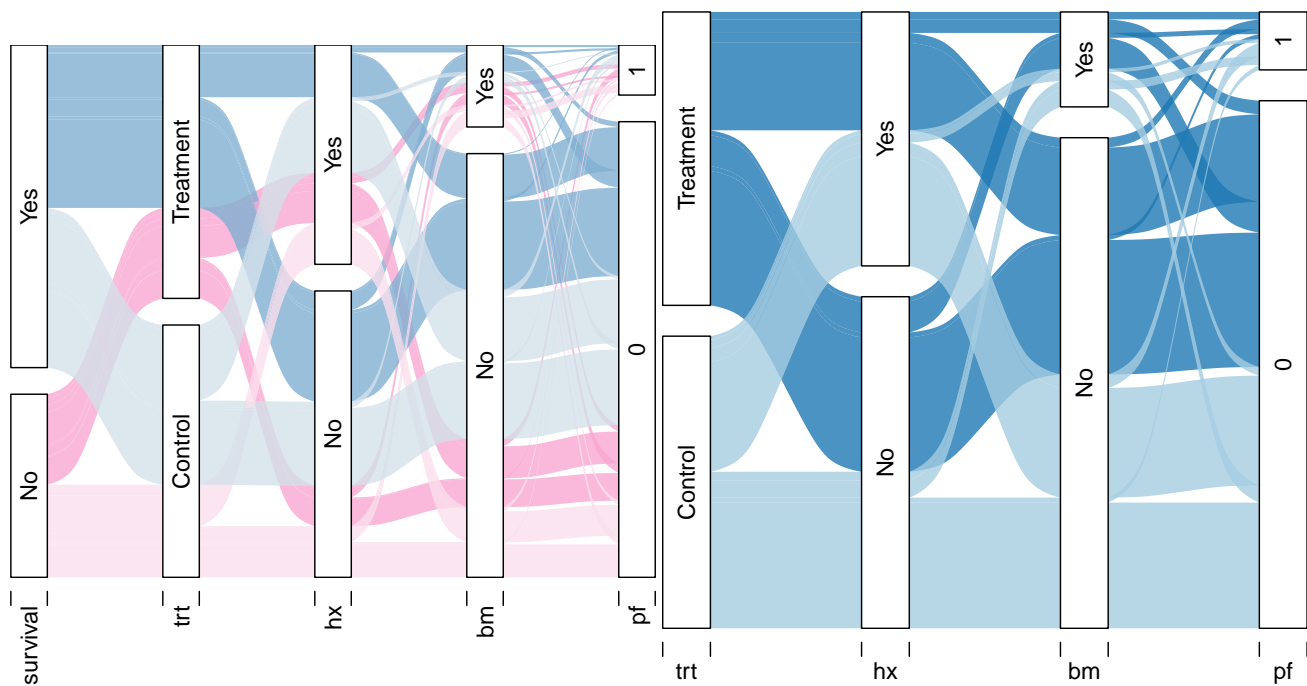 Yes
No
Treatment
Control
Yes
No
Yes
No
1
0
survival
trt
hx
bm
pf
Treatment
Control
Yes
No
Yes
No
1
0
trt
hx
bm
pf